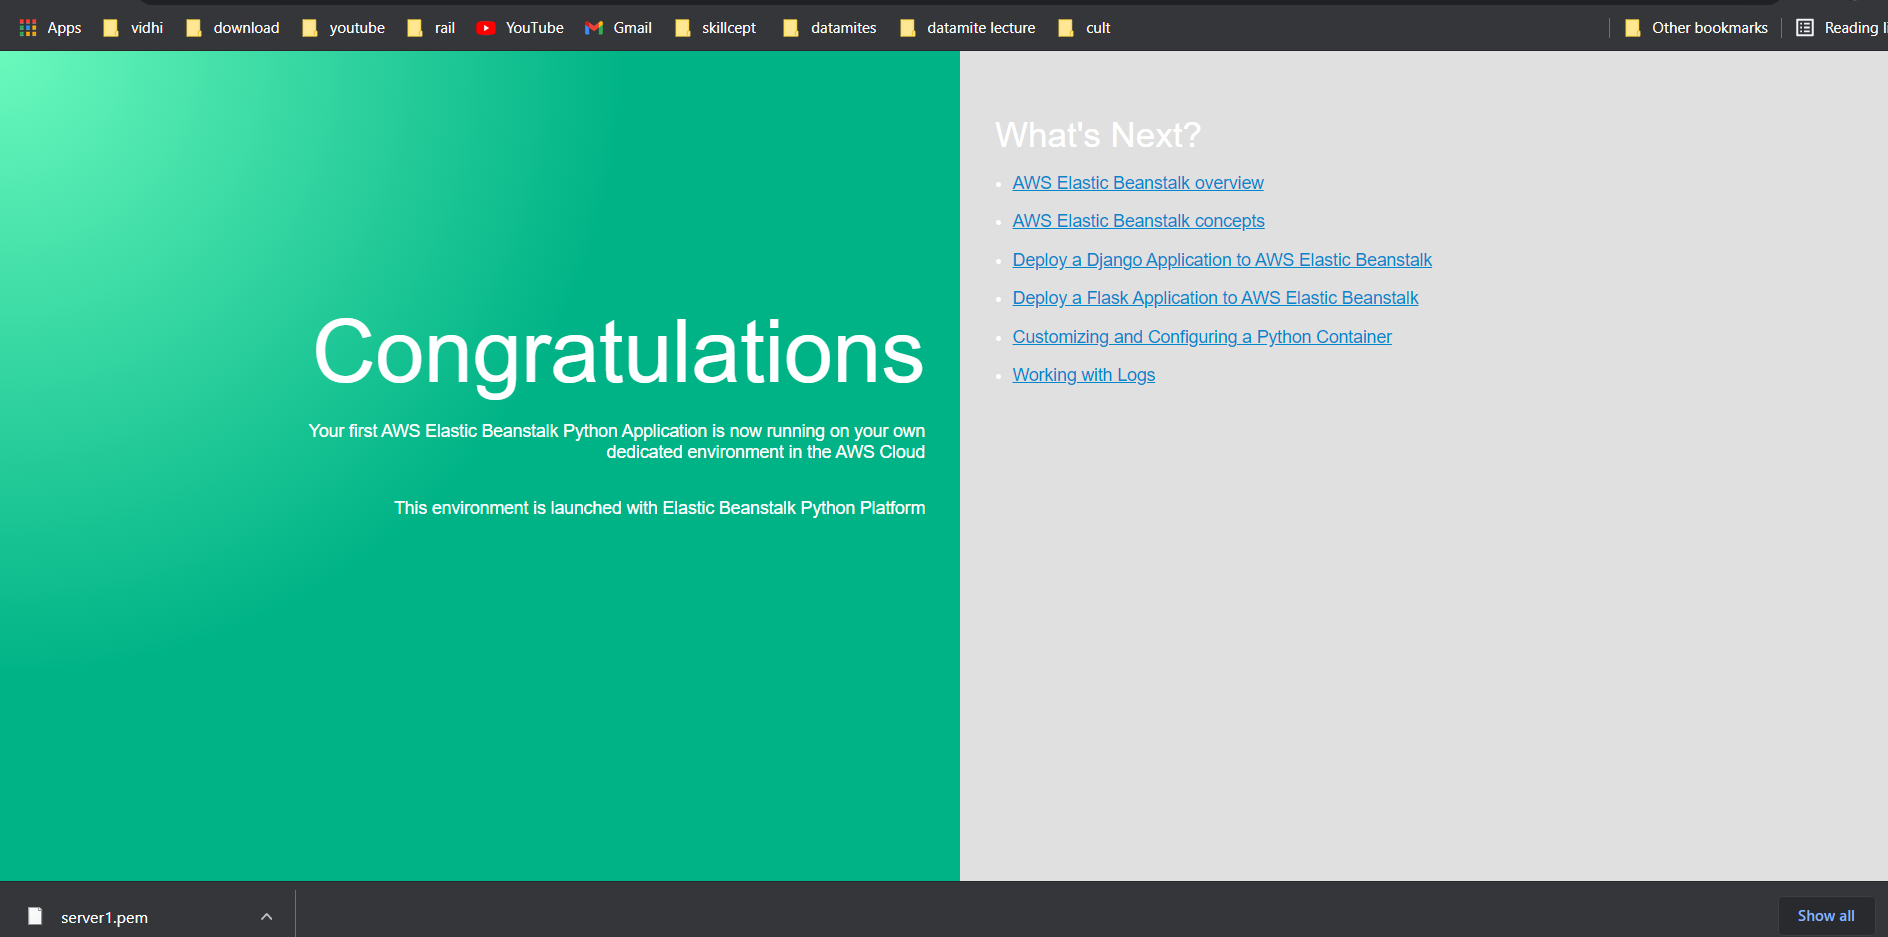 Apps vidhi download youtube rail YouTube Gmail skillcept datamites datamite lecture cult Other bookmarks Reading li
Congratulations
Your first AWS Elastic Beanstalk Python Application is now running on your own
dedicated environment in the AWS Cloud
This environment is launched with Elastic Beanstalk Python Platform
What's Next?
AWS Elastic Beanstalk overview
AWS Elastic Beanstalk concepts
Deploy a Django Application to AWS Elastic Beanstalk
Deploy a Flask Application to AWS Elastic Beanstalk
Customizing and Configuring a Python Container
Working with Logs
server1.pem
Show all